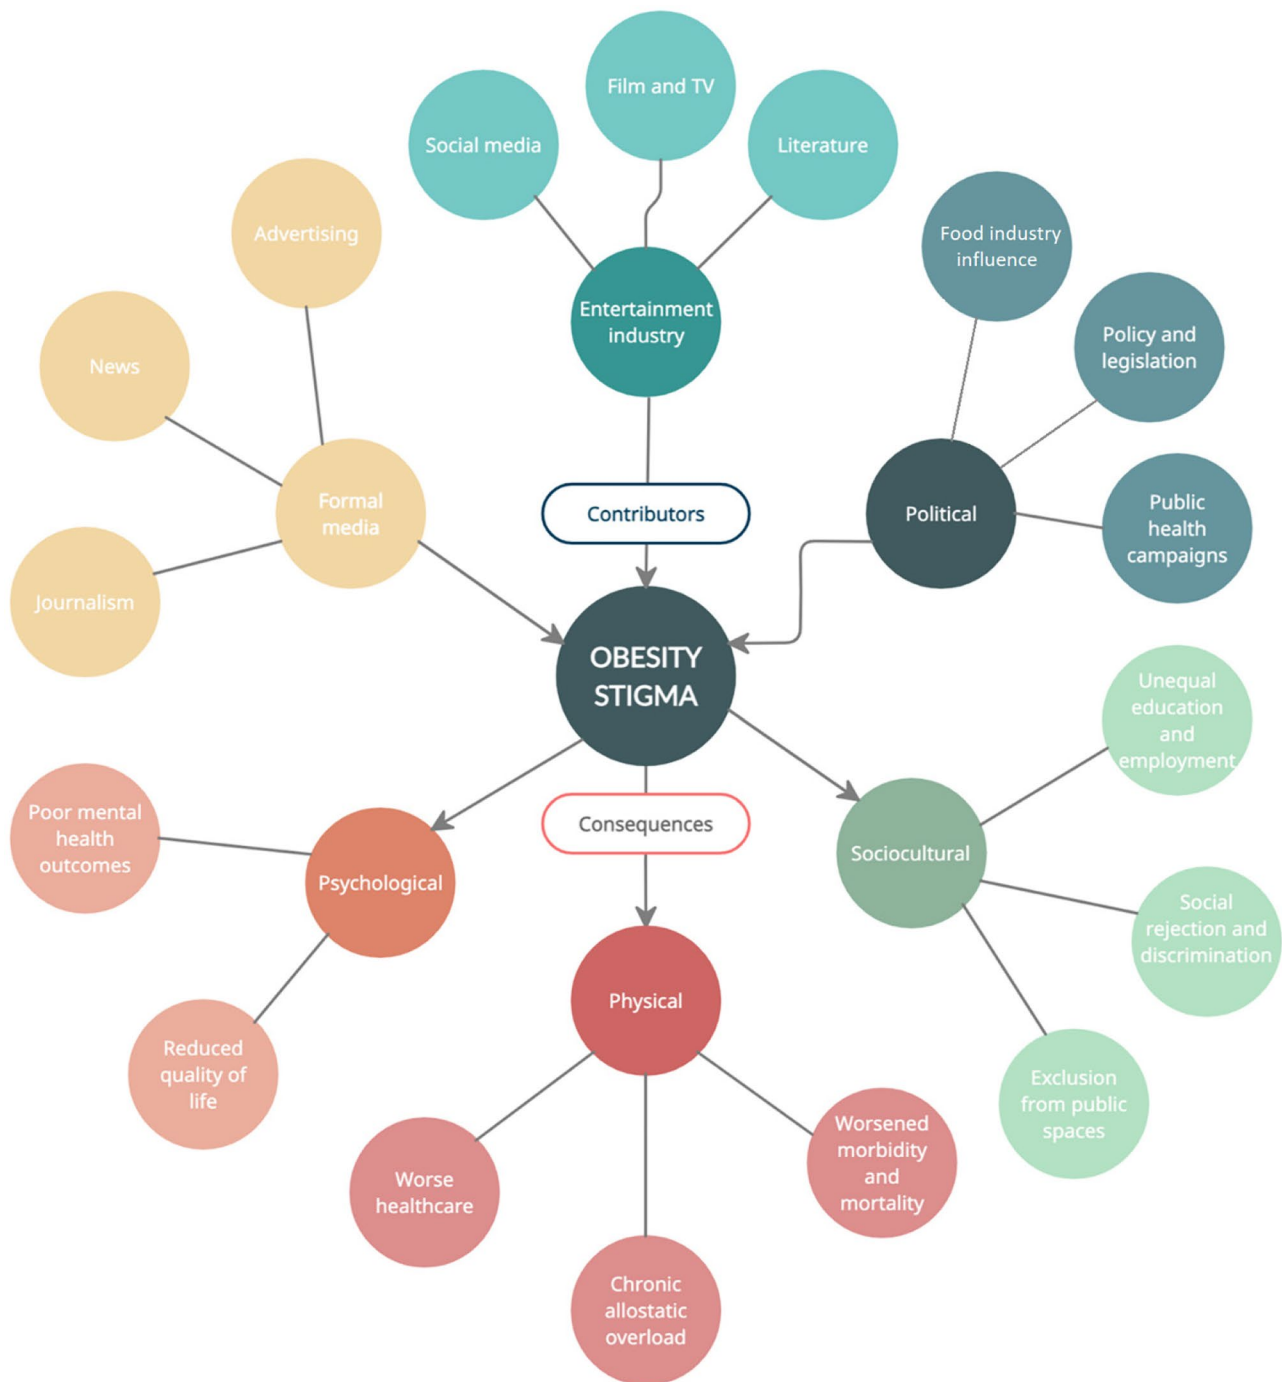 Film and TV
Social media
Literature
Advertising
Food industry
influence
Entertainment
industry
News
Policy and
legislation
Formal
media
Contributors
Political
Public
health
campaigns
Journalism
OBESITY
STIGMA
Unequal
education
and
employment
Poor mental
health
outcomes
Consequences
Psychological
Sociocultural
Social
rejection and
discrimination
Physical
Reduced
quality of
life
Exclusion
from public
spaces
Worse
healthcare
Worsened
morbidity
and
mortality
Chronic
allostatic
overload